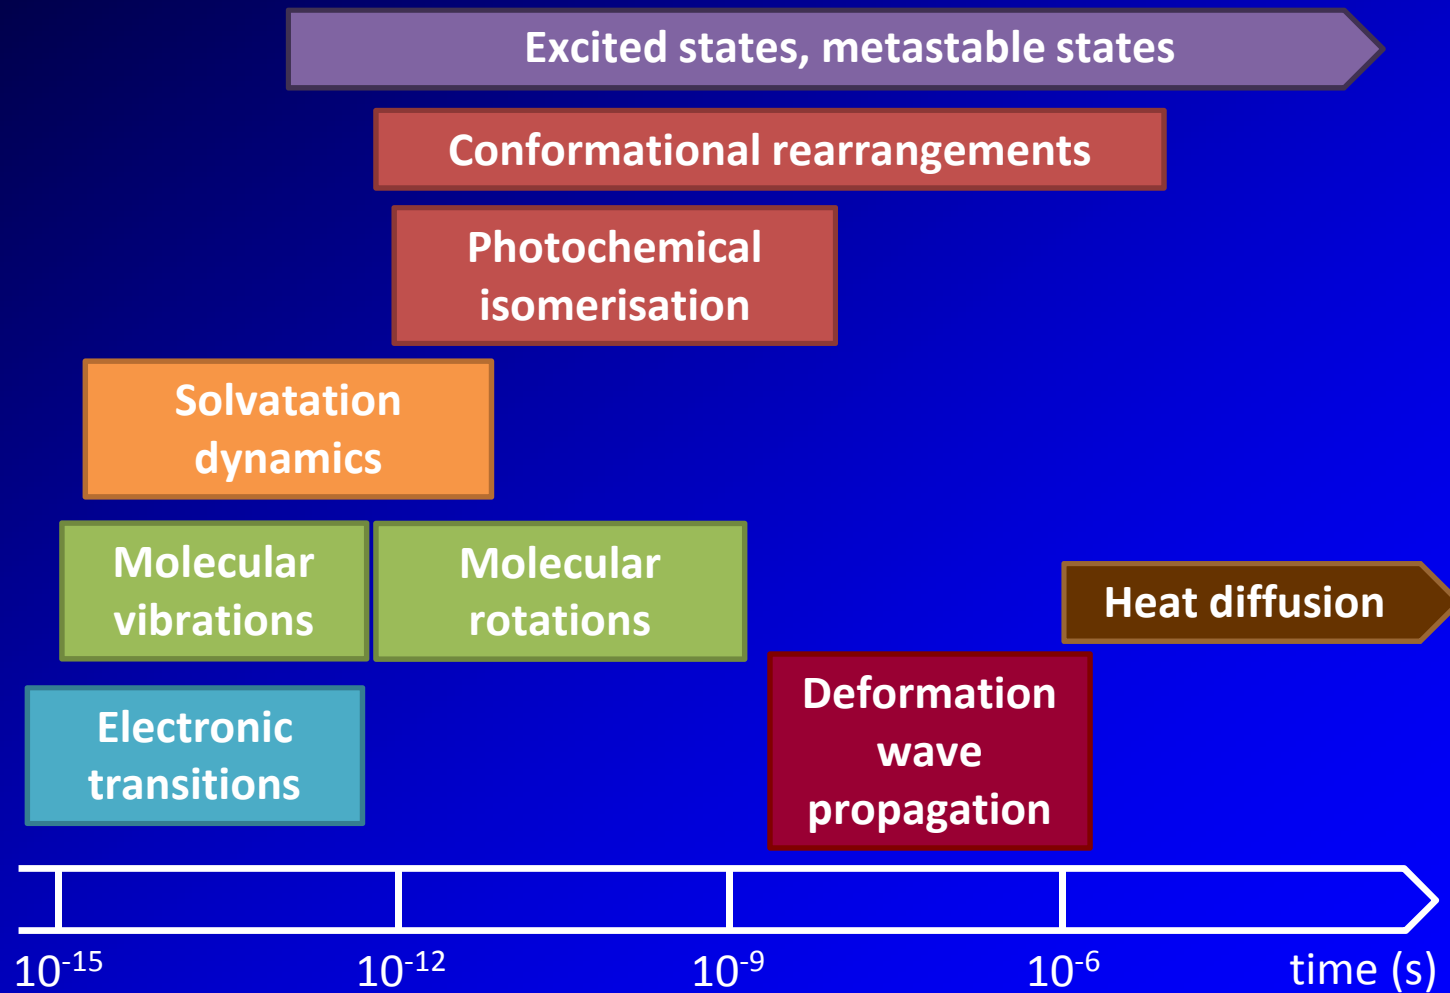 Excited states, metastable states
Conformational rearrangements
Photochemical
isomerisation
Solvatation
dynamics
Molecular
vibrations
Molecular
rotations
Heat diffusion
Electronic
transitions
Deformation
wave
propagation
10⁻¹⁵ 10⁻¹² 10⁻⁹ 10⁻⁶ time (s)